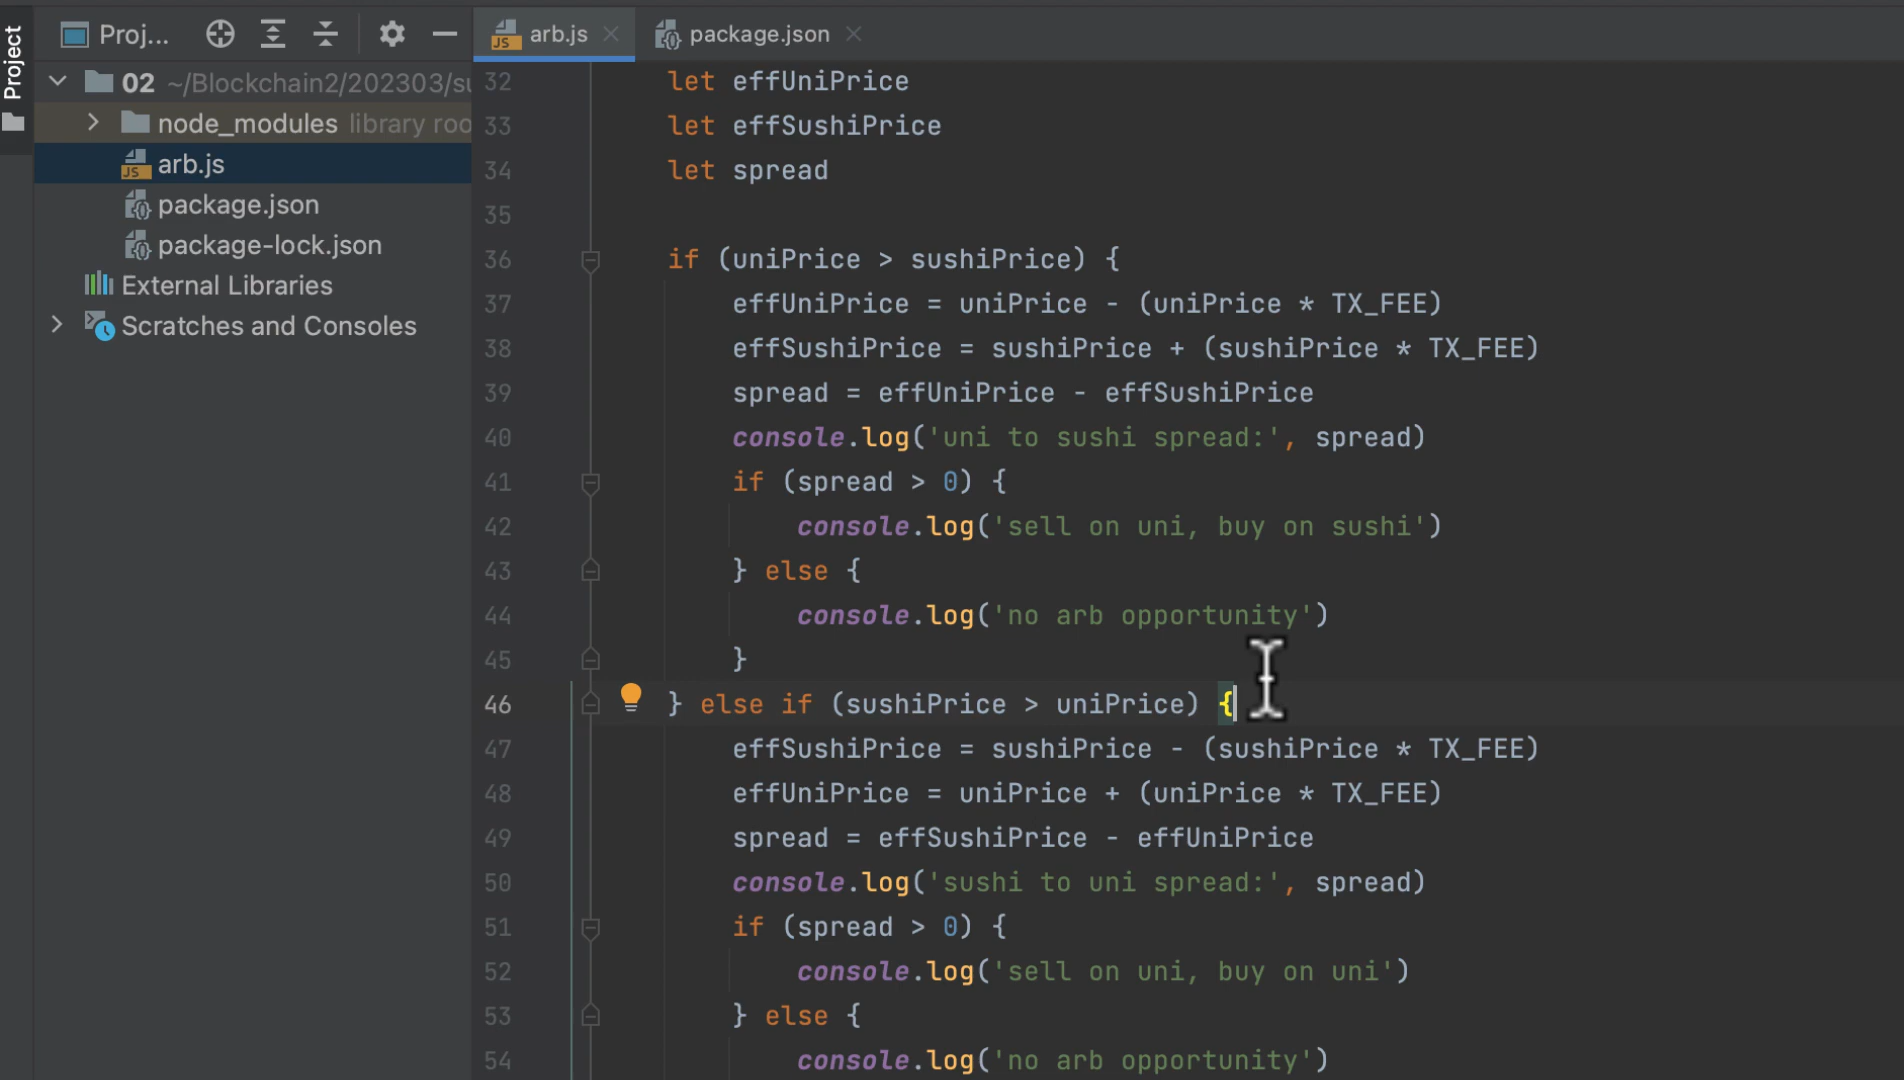 Project
Proj...
02 ~/Blockchain2/202303/su
node_modules library roo
arb.js
package.json
package-lock.json
External Libraries
Scratches and Consoles
arb.js
package.json
32 let effUniPrice
33 let effSushiPrice
34 let spread
35
36 if (uniPrice > sushiPrice) {
37 effUniPrice = uniPrice - (uniPrice * TX_FEE)
38 effSushiPrice = sushiPrice + (sushiPrice * TX_FEE)
39 spread = effUniPrice - effSushiPrice
40 console.log('uni to sushi spread:', spread)
41 if (spread > 0) {
42 console.log('sell on uni, buy on sushi')
43 } else {
44 console.log('no arb opportunity')
45 }
46 } else if (sushiPrice > uniPrice) {
47 effSushiPrice = sushiPrice - (sushiPrice * TX_FEE)
48 effUniPrice = uniPrice + (uniPrice * TX_FEE)
49 spread = effSushiPrice - effUniPrice
50 console.log('sushi to uni spread:', spread)
51 if (spread > 0) {
52 console.log('sell on uni, buy on uni')
53 } else {
54 console.log('no arb opportunity')